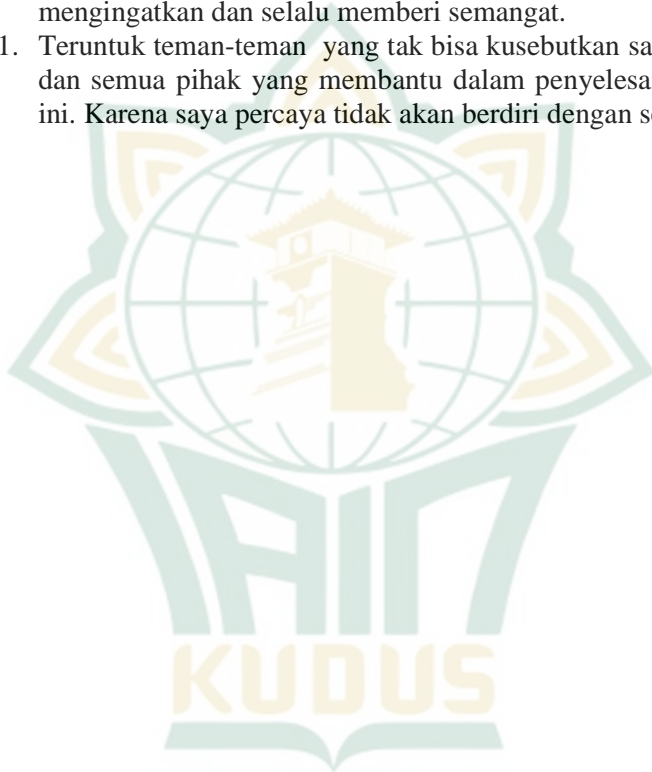 mengingatkan dan selalu memberi semangat.
1. Teruntuk teman-teman yang tak bisa kusebutkan sa
dan semua pihak yang membantu dalam penyelesa
ini. Karena saya percaya tidak akan berdiri dengan s
IAIN
KUDUS